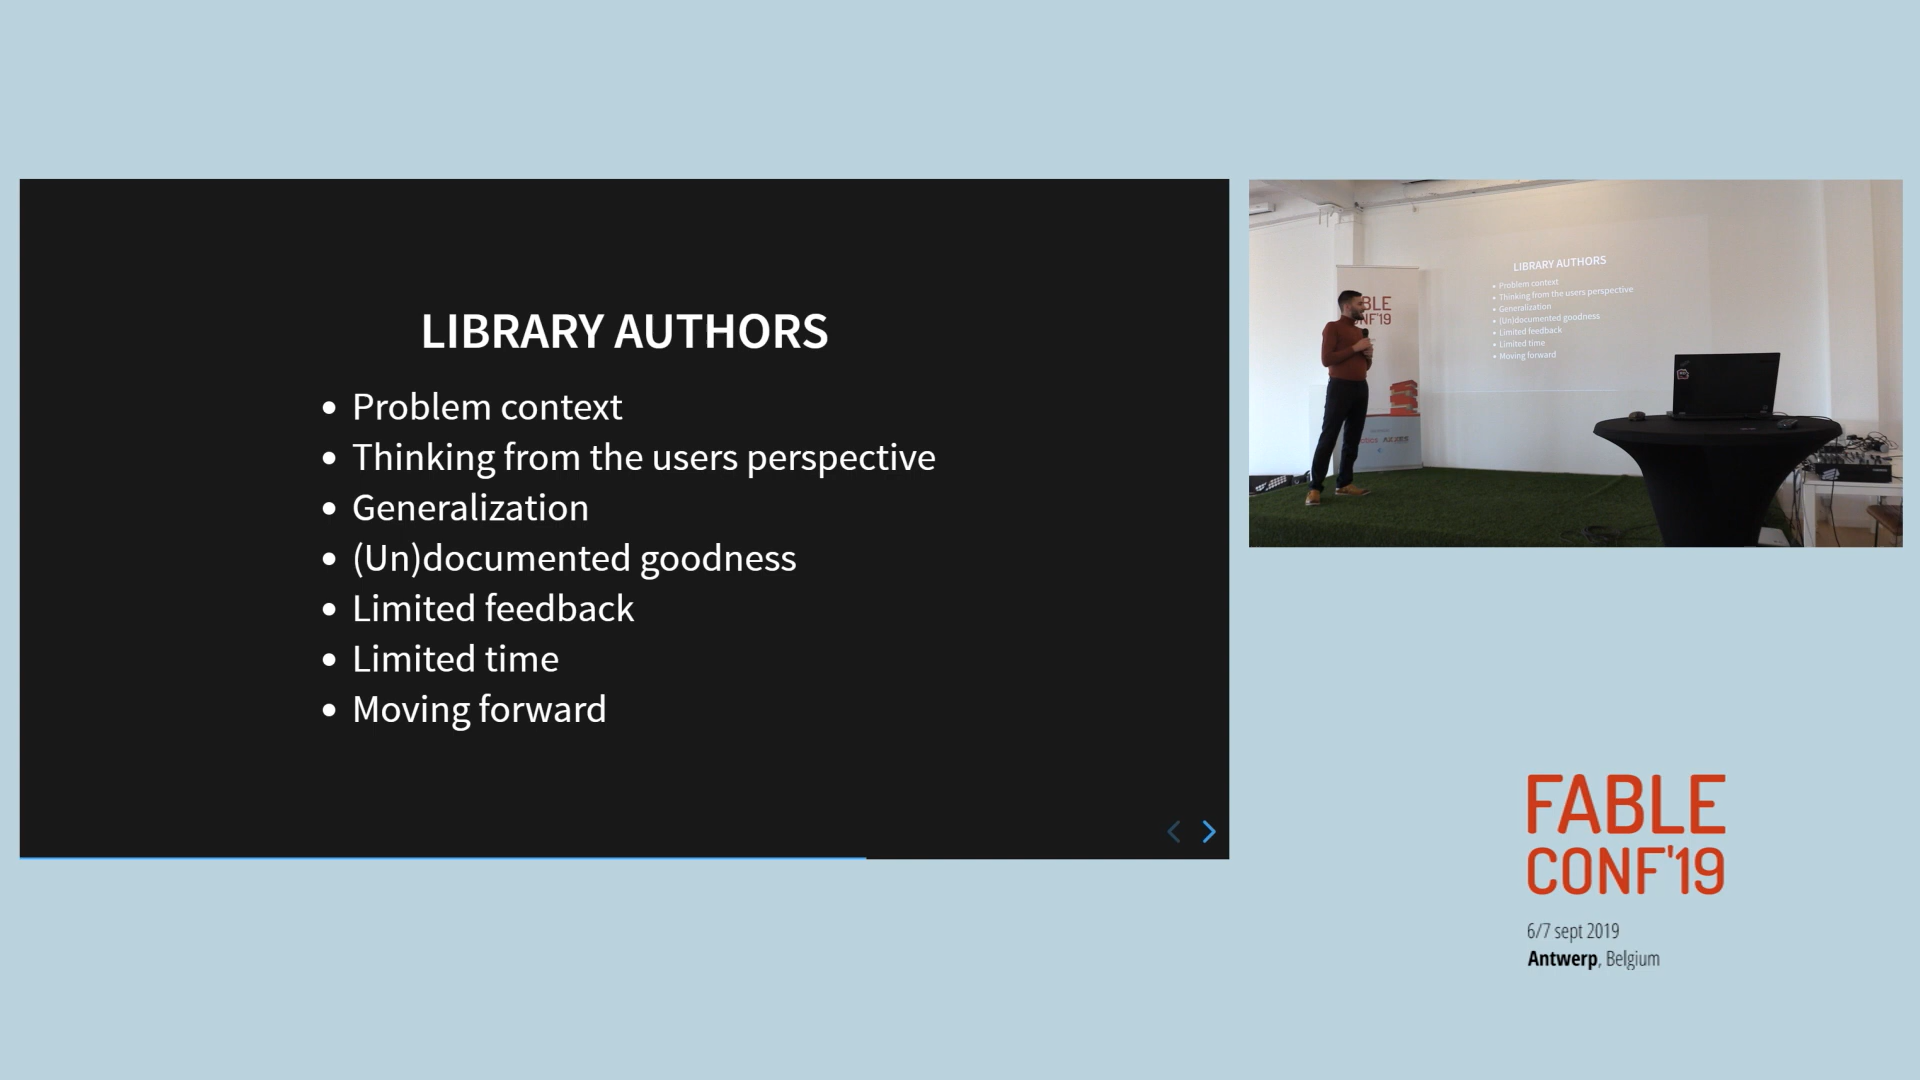 LIBRARY AUTHORS
Problem context
Thinking from the users perspective
Generalization
(Un)documented goodness
Limited feedback
Limited time
Moving forward
LIBRARY AUTHORS
Problem context
Thinking from the users perspective
Generalization
(Un)documented goodness
Limited feedback
Limited time
Moving forward
FABLE
CONF'19
6/7 sept 2019
Antwerp, Belgium